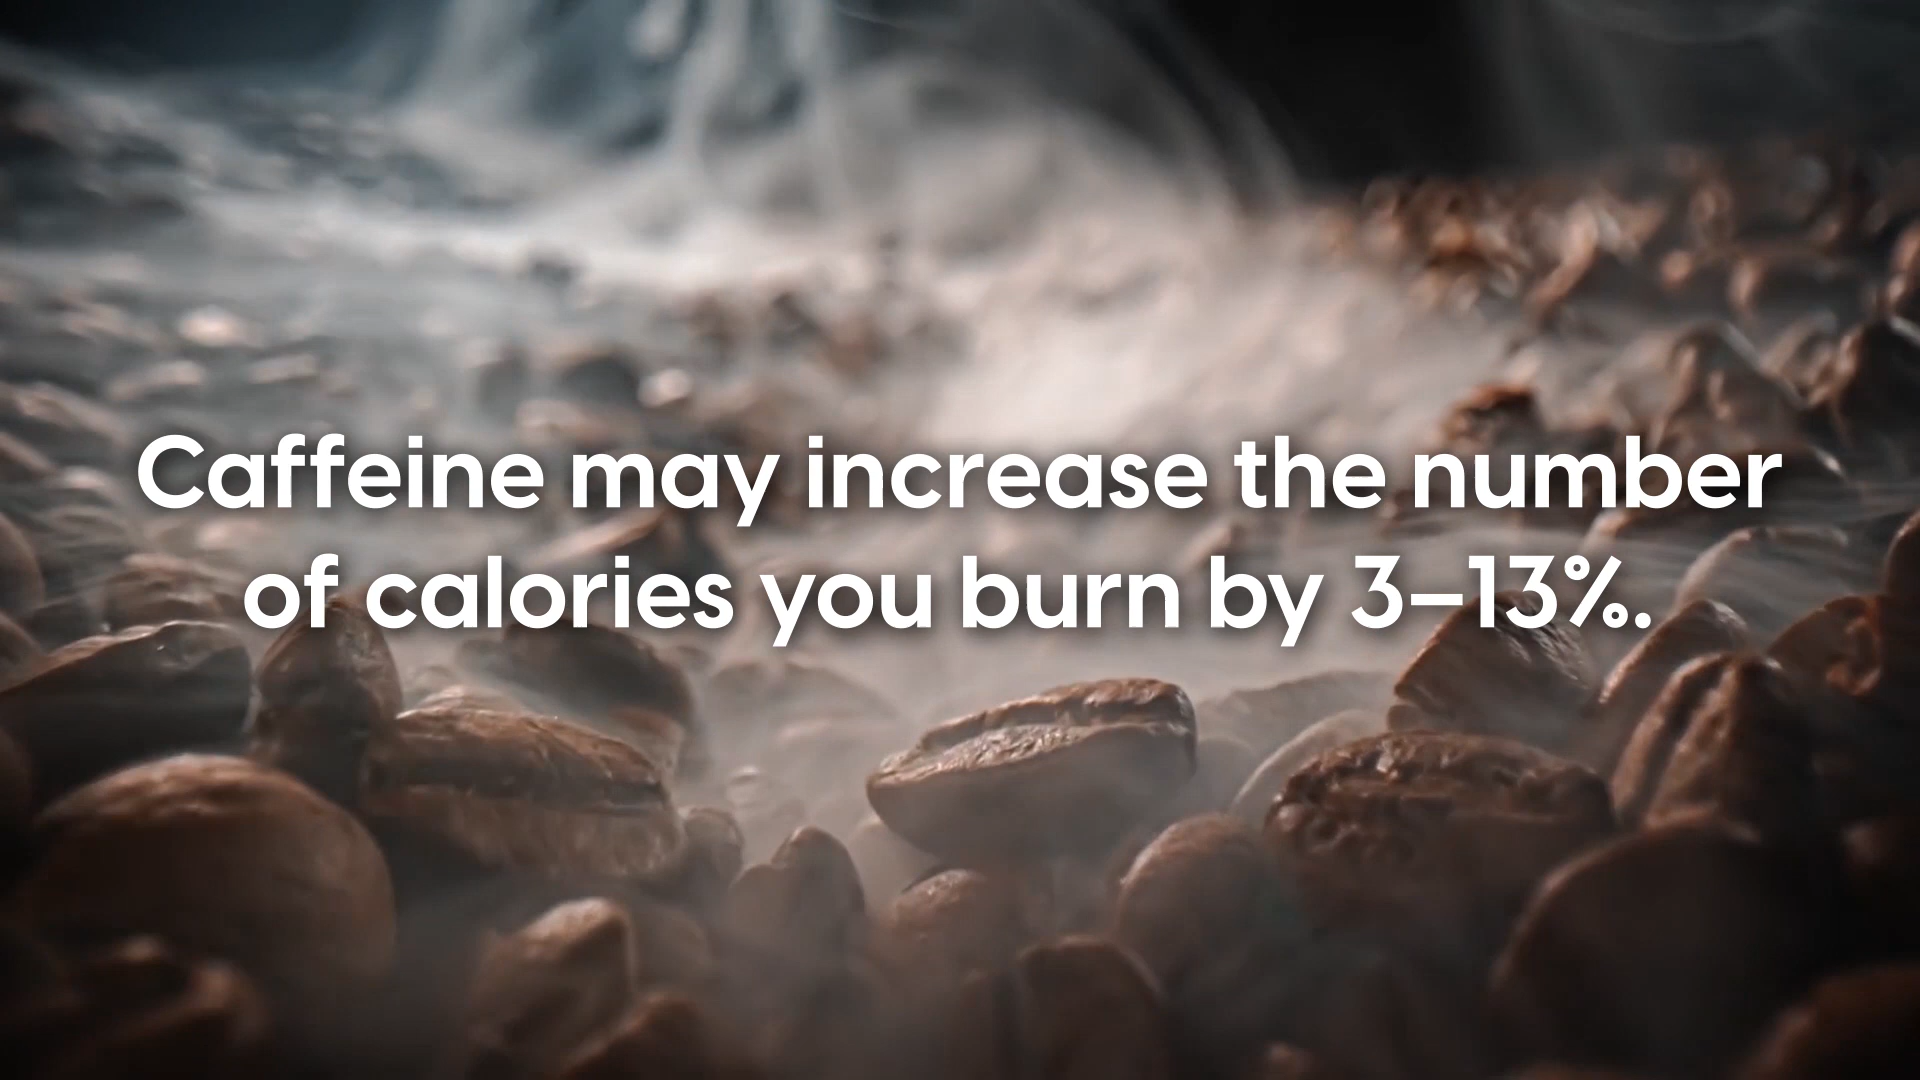 Caffeine may increase the number
of calories you burn by 3–13%.